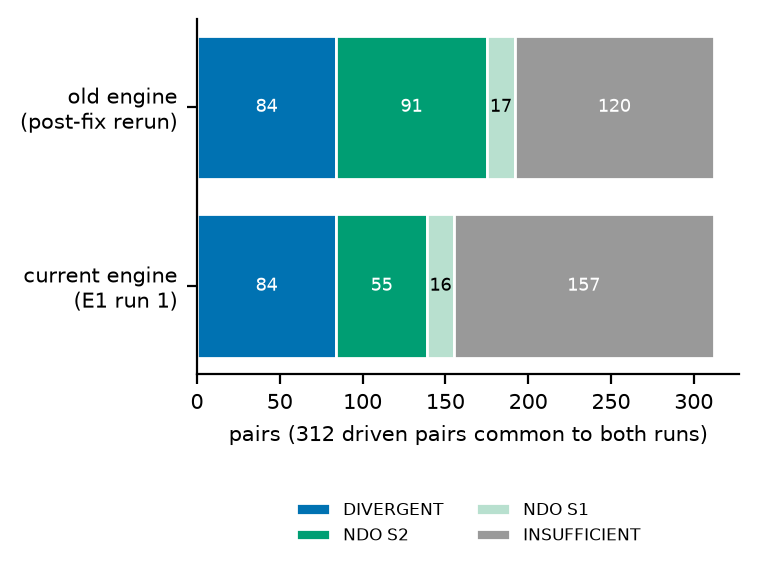 old engine
(post-fix rerun)
84
91
17
120
current engine
(E1 run 1)
84
55
16
157
0
50
100
150
200
250
300
pairs (312 driven pairs common to both runs)
DIVERGENT
NDO S2
NDO S1
INSUFFICIENT